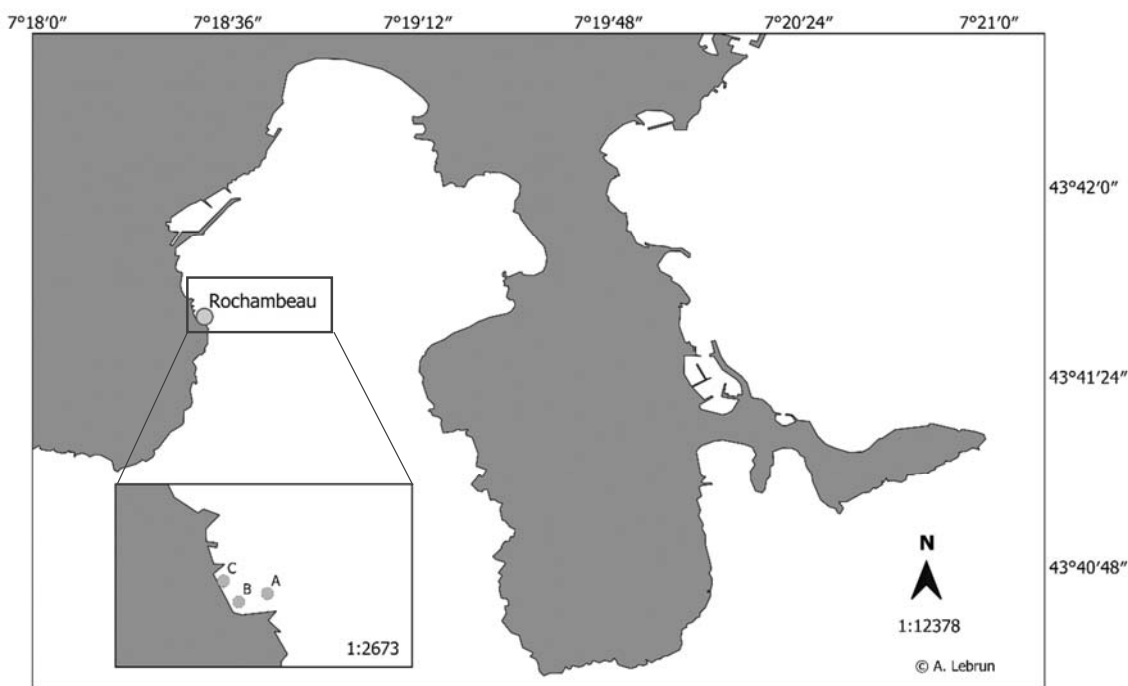 7°18′0″ 7°18′36″ 7°19′12″ 7°19′48″ 7°20′24″ 7°21′0″
43°42′0″
Rochambeau
43°41′24″
C
A
B
43°40′48″
N
1:12378
1:2673
© A. Lebrun